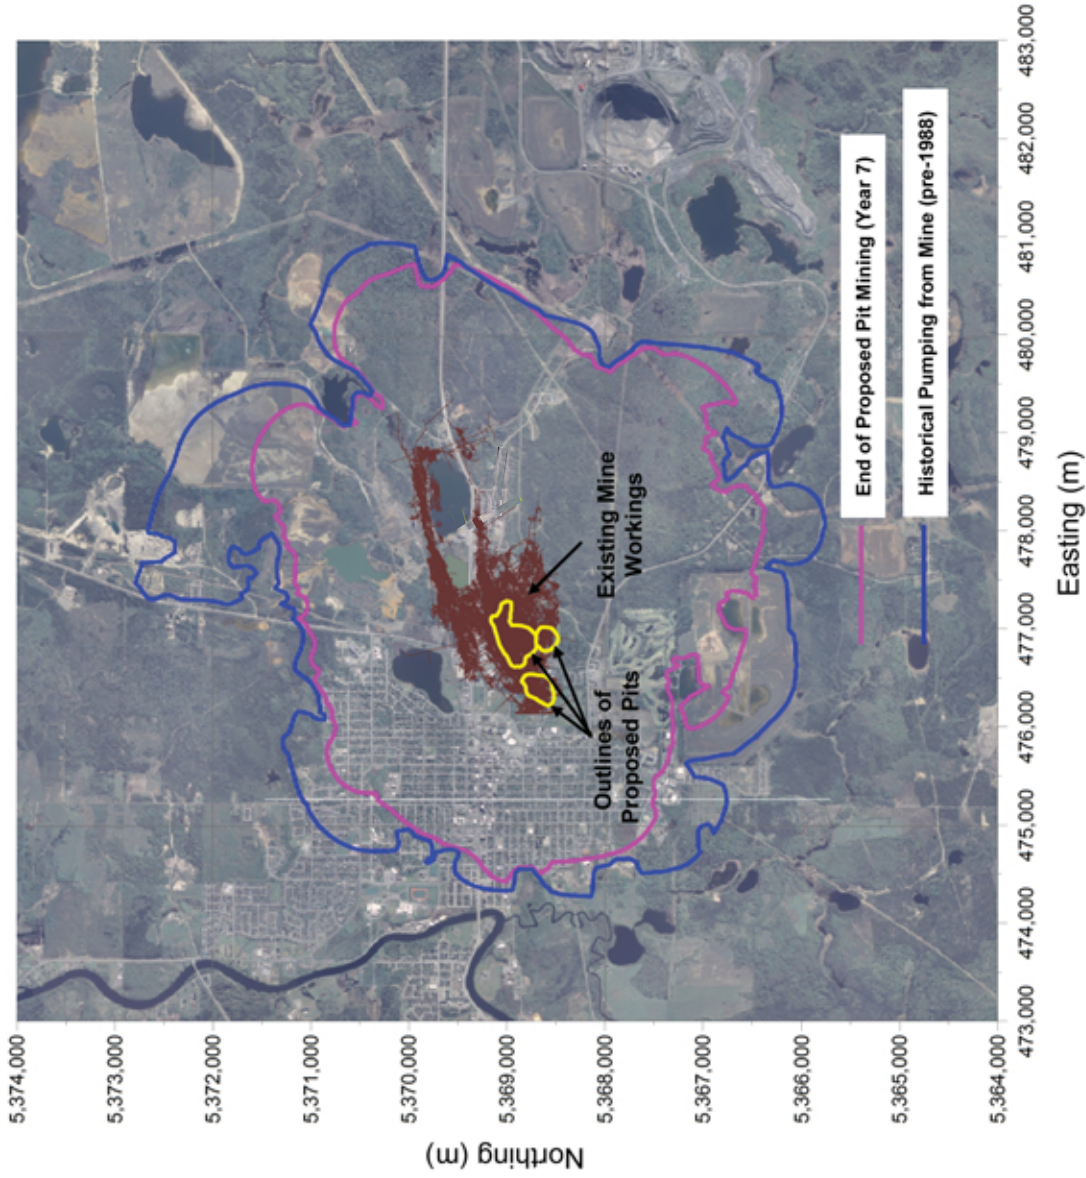 5,374,000
5,373,000
5,372,000
5,371,000
5,370,000
5,369,000
5,368,000
5,367,000
5,366,000
5,365,000
5,364,000
Northing (m)
473,000
474,000
475,000
476,000
477,000
478,000
479,000
480,000
481,000
482,000
483,000
Easting (m)
Existing Mine
Workings
Outlines of
Proposed Pits
End of Proposed Pit Mining (Year 7)
Historical Pumping from Mine (pre-1988)